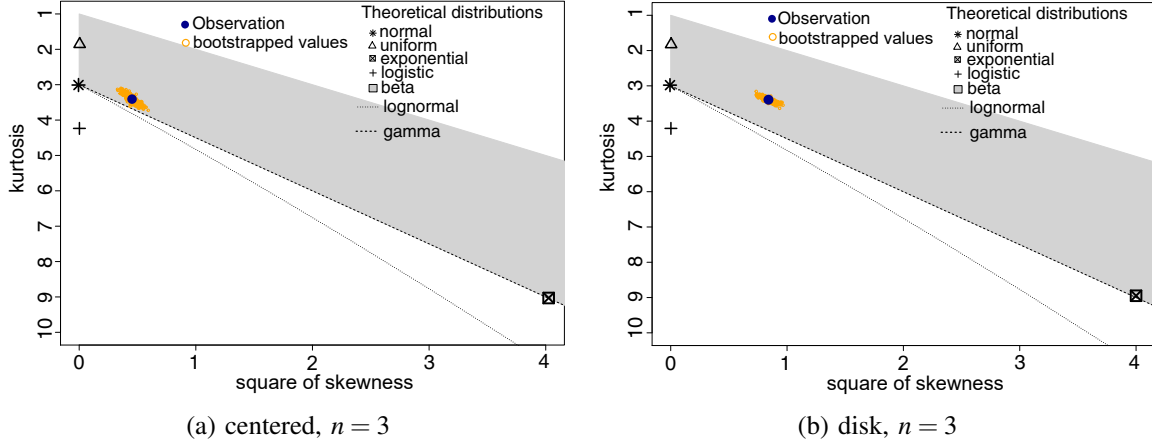 Observation
bootstrapped values
Theoretical distributions
normal
uniform
exponential
logistic
beta
lognormal
gamma
kurtosis
1
2
3
4
5
6
7
8
9
10
0 1 2 3 4
square of skewness
(a) centered, n = 3
Observation
bootstrapped values
Theoretical distributions
normal
uniform
exponential
logistic
beta
lognormal
gamma
kurtosis
1
2
3
4
5
6
7
8
9
10
0 1 2 3 4
square of skewness
(b) disk, n = 3